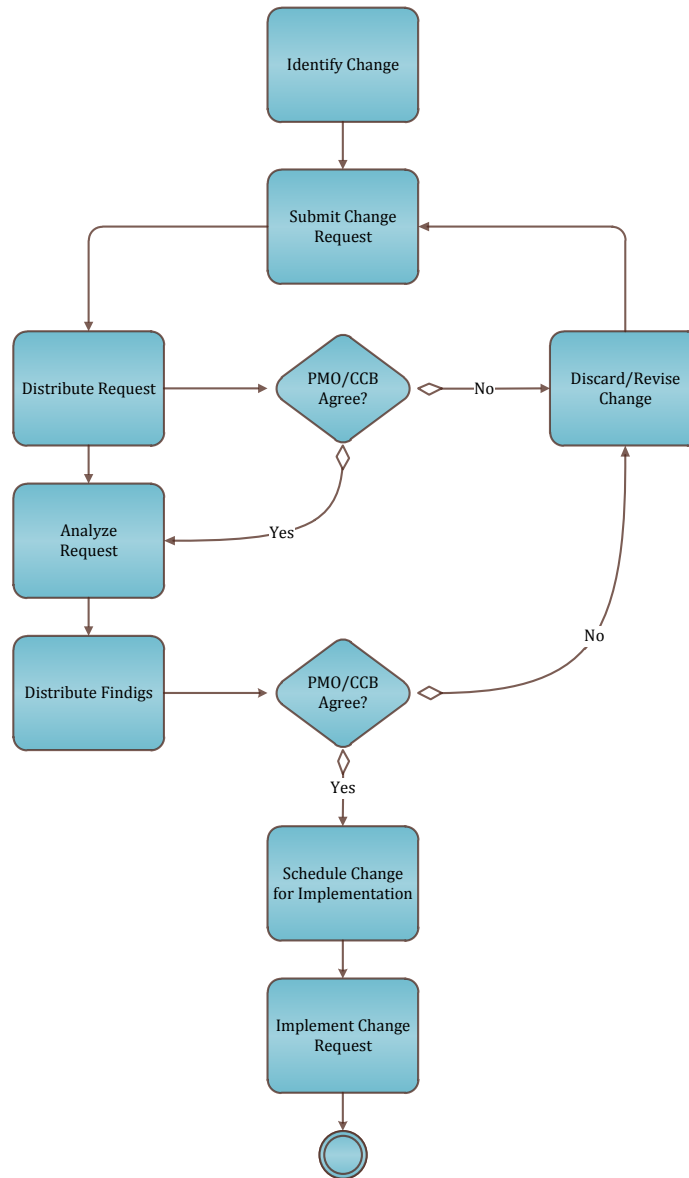 Identify Change
Submit Change
Request
Distribute Request
PMO/CCB
Agree?
No
Discard/Revise
Change
Analyze
Request
Yes
Distribute Findigs
PMO/CCB
Agree?
No
Yes
Schedule Change
for Implementation
Implement Change
Request